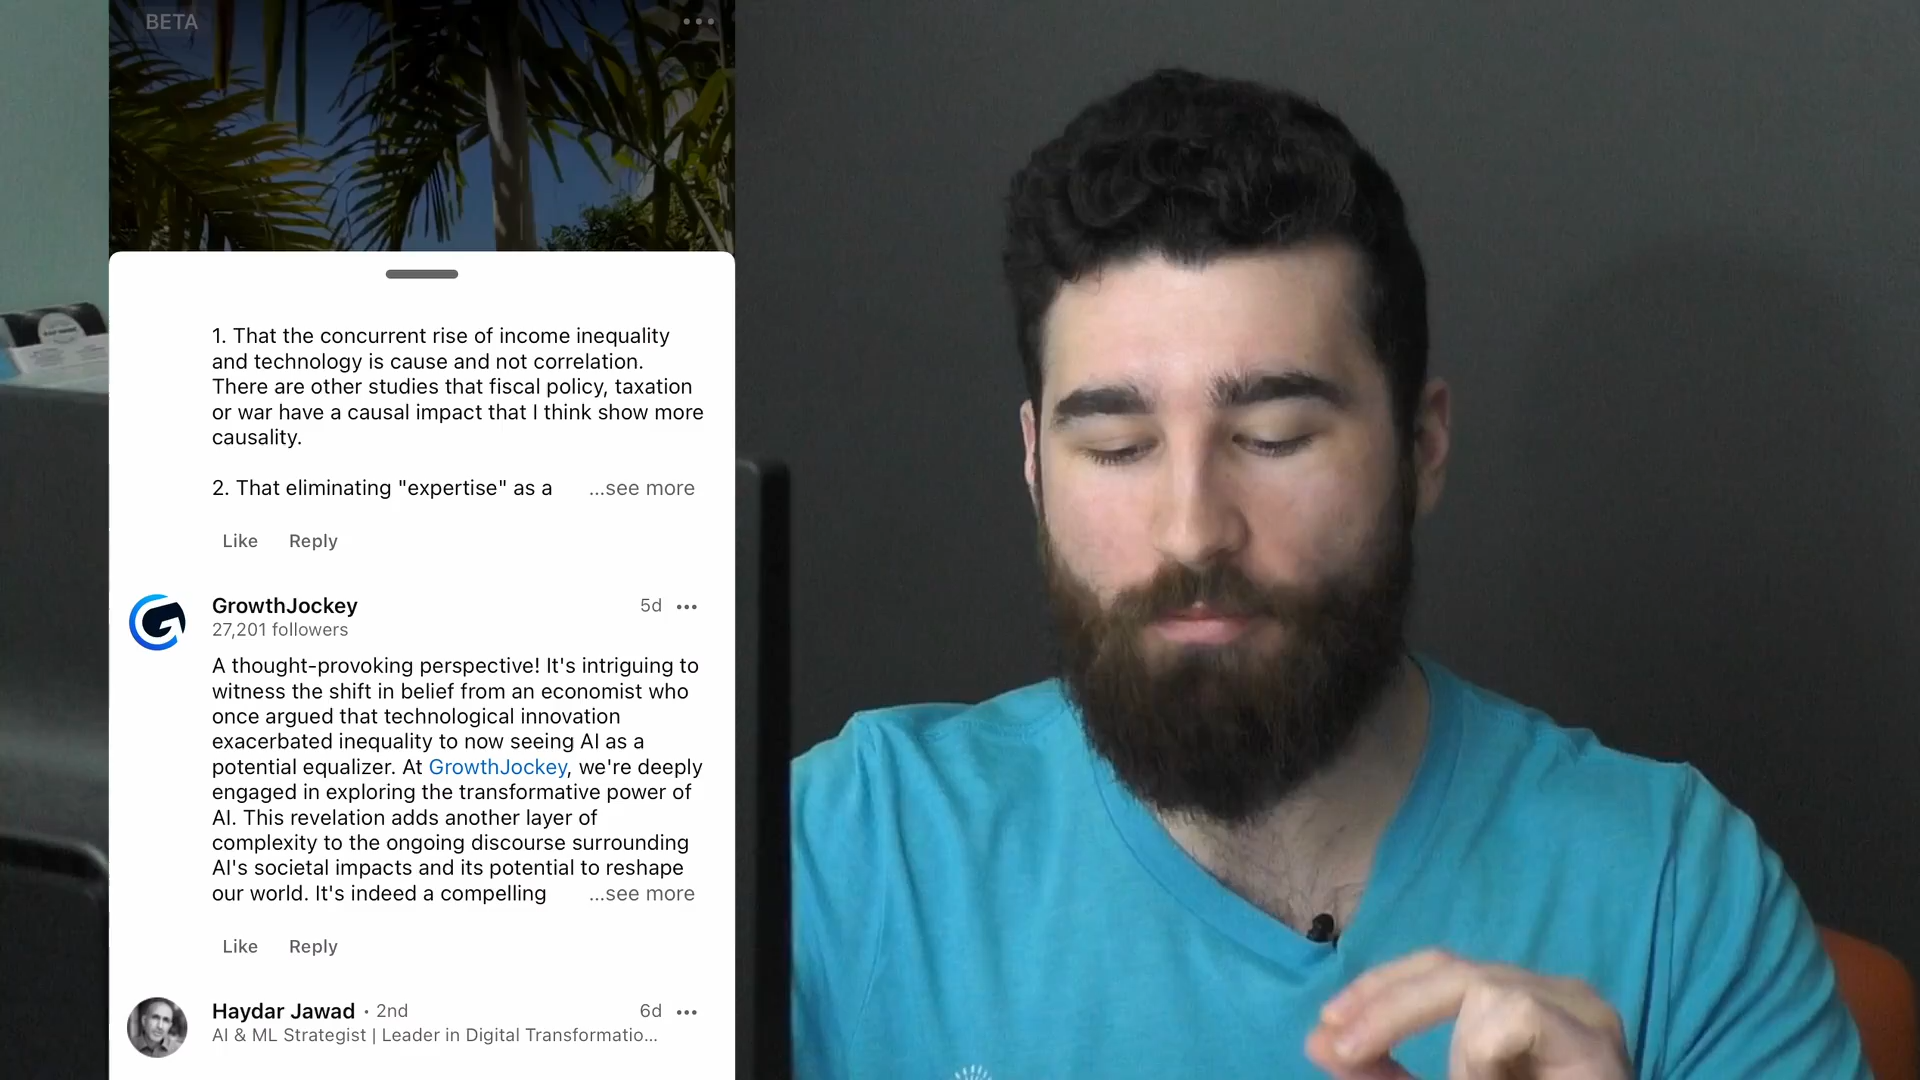 BETA
1. That the concurrent rise of income inequality
and technology is cause and not correlation.
There are other studies that fiscal policy, taxation
or war have a causal impact that I think show more
causality.
2. That eliminating "expertise" as a ...see more
Like Reply
GrowthJockey 5d
27,201 followers
A thought-provoking perspective! It's intriguing to
witness the shift in belief from an economist who
once argued that technological innovation
exacerbated inequality to now seeing AI as a
potential equalizer. At GrowthJockey, we're deeply
engaged in exploring the transformative power of
AI. This revelation adds another layer of
complexity to the ongoing discourse surrounding
AI's societal impacts and its potential to reshape
our world. It's indeed a compelling ...see more
Like Reply
Haydar Jawad · 2nd 6d
AI & ML Strategist | Leader in Digital Transformatio...